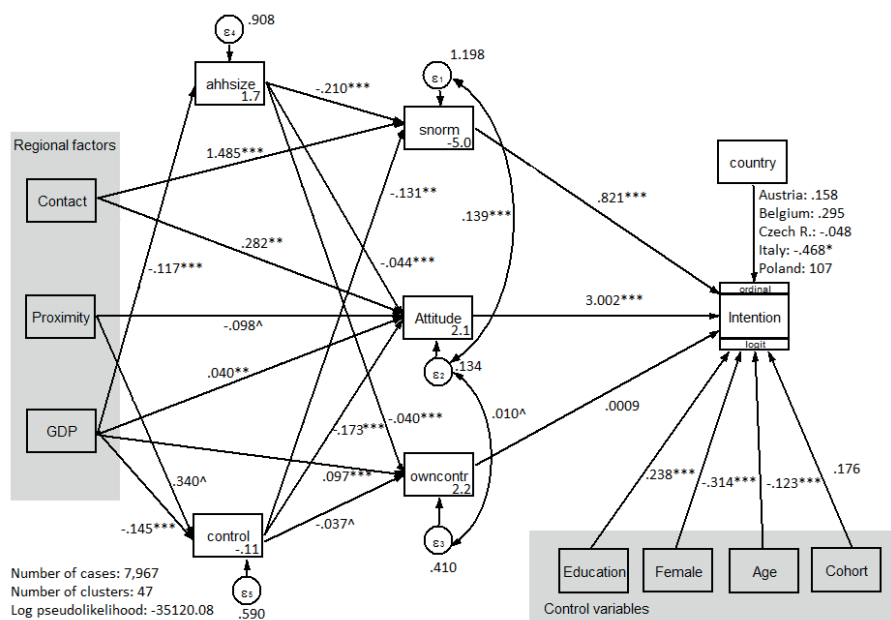 .908
ε4
ahhsize
1.7
1.198
ε1
-.210***
snorm
-5.0
Regional factors
Contact
1.485***
-.131**
country
Austria: .158
Belgium: .295
Czech R.: -.048
Italy: -.468*
Poland: 107
.139***
.821***
.282**
-.044***
-.117***
ordinal
Intention
logit
Proximity
-.098^
Attitude
2.1
3.002***
ε2
.134
.040**
GDP
-.173***
-.040***
.010^
.0009
.340^
.097***
owncontr
2.2
-.145***
control
-.11
-.037^
ε3
.410
.238***
-.314***
-.123***
.176
Number of cases: 7,967
Number of clusters: 47
Log pseudolikelihood: -35120.08
ε5
.590
Education
Female
Age
Cohort
Control variables